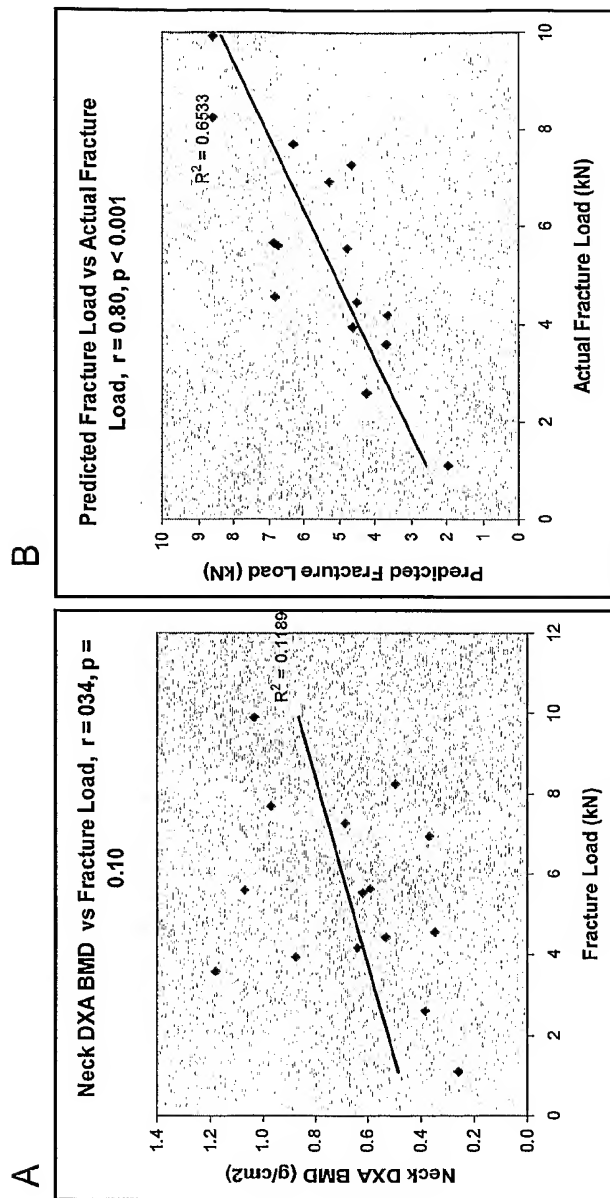 A
Neck DXA BMD vs Fracture Load, r = 034, p =
0.10
1.4
1.2
1.0
0.8
0.6
0.4
0.2
0.0
Neck DXA BMD (g/cm2)
R² = 0.1189
0 2 4 6 8 10 12
Fracture Load (kN)
B
Predicted Fracture Load vs Actual Fracture
Load, r = 0.80, p < 0.001
10
9
8
7
6
5
4
3
2
1
0
Predicted Fracture Load (kN)
R² = 0.6533
0 2 4 6 8 10
Actual Fracture Load (kN)